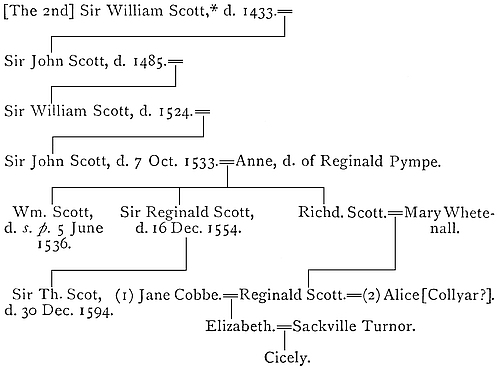 [The 2nd] Sir William Scott,* d. 1433.=
Sir John Scott, d. 1485.=
Sir William Scott, d. 1524.=
Sir John Scott, d. 7 Oct. 1533.=Anne, d. of Reginald Pympe.
Wm. Scott,
d. s. p. 5 June
1536.
Sir Reginald Scott,
d. 16 Dec. 1554.
Richd. Scott.=Mary Whete-
nall.
Sir Th. Scot,
d. 30 Dec. 1594.
(1) Jane Cobbe.=Reginald Scott.=(2) Alice [Collyar?].
Elizabeth.=Sackville Turnor.
Cicely.